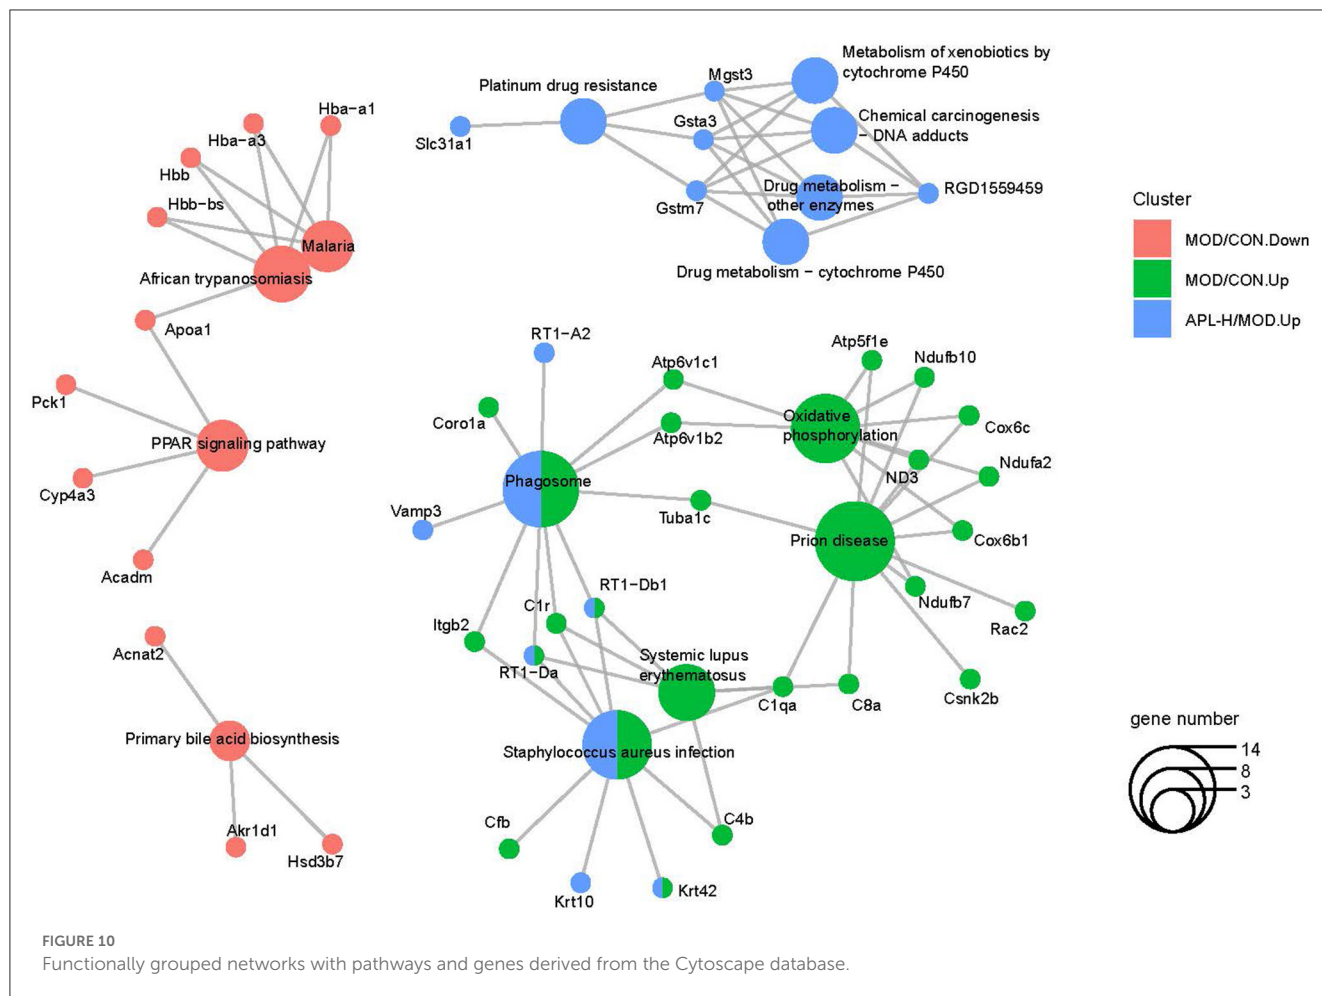 Metabolism of xenobiotics by
cytochrome P450
Mgst3
Platinum drug resistance
Chemical carcinogenesis
− DNA adducts
Gsta3
Slc31a1
Drug metabolism −
other enzymes
RGD1559459
Gstm7
Drug metabolism − cytochrome P450
Hba−a1
Hba−a3
Hbb
Hbb−bs
Malaria
African trypanosomiasis
Apoa1
Pck1
PPAR signaling pathway
Cyp4a3
Acadm
Acnat2
Primary bile acid biosynthesis
Akr1d1
Hsd3b7
RT1−A2
Atp6v1c1
Atp5f1e
Ndufb10
Coro1a
Atp6v1b2
Oxidative
phosphorylation
Cox6c
Ndufa2
ND3
Phagosome
Vamp3
Tuba1c
Prion disease
Cox6b1
RT1−Db1
C1r
Ndufb7
Itgb2
Rac2
Systemic lupus
erythematosus
RT1−Da
C1qa
C8a
Csnk2b
Staphylococcus aureus infection
Cfb
C4b
Krt10
Krt42
Cluster
MOD/CON.Down
MOD/CON.Up
APL-H/MOD.Up
gene number
14
8
3
FIGURE 10
Functionally grouped networks with pathways and genes derived from the Cytoscape database.